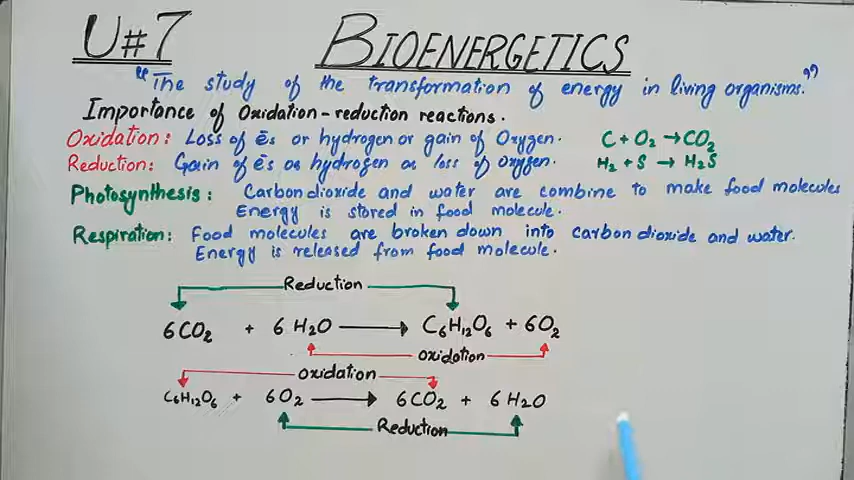 U#7 BIOENERGETICS
"The study of the transformation of energy in living organisms."
Importance of Oxidation-reduction reactions.
Oxidation: Loss of ēs or hydrogen or gain of Oxygen. C + O₂ → CO₂
Reduction: Gain of ēs or hydrogen or loss of oxygen. H₂ + S → H₂S
Photosynthesis: Carbondioxide and water are combine to make food molecules
Energy is stored in food molecule.
Respiration: Food molecules are broken down into carbondioxide and water.
Energy is released from food molecule.
Reduction
6CO₂ + 6H₂O → C₆H₁₂O₆ + 6O₂
oxidation
oxidation
C₆H₁₂O₆ + 6O₂ → 6CO₂ + 6H₂O
Reduction